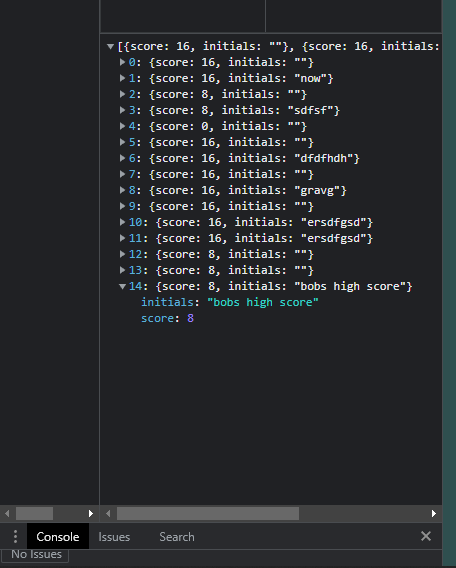 [{score: 16, initials: ""}, {score: 16, initials:
0: {score: 16, initials: ""}
1: {score: 16, initials: "now"}
2: {score: 8, initials: ""}
3: {score: 8, initials: "sdfsf"}
4: {score: 0, initials: ""}
5: {score: 16, initials: ""}
6: {score: 16, initials: "dfdfhdh"}
7: {score: 16, initials: ""}
8: {score: 16, initials: "gravg"}
9: {score: 16, initials: ""}
10: {score: 16, initials: "ersdfgsd"}
11: {score: 16, initials: "ersdfgsd"}
12: {score: 8, initials: ""}
13: {score: 8, initials: ""}
14: {score: 8, initials: "bobs high score"}
initials: "bobs high score"
score: 8
Console Issues Search
No Issues